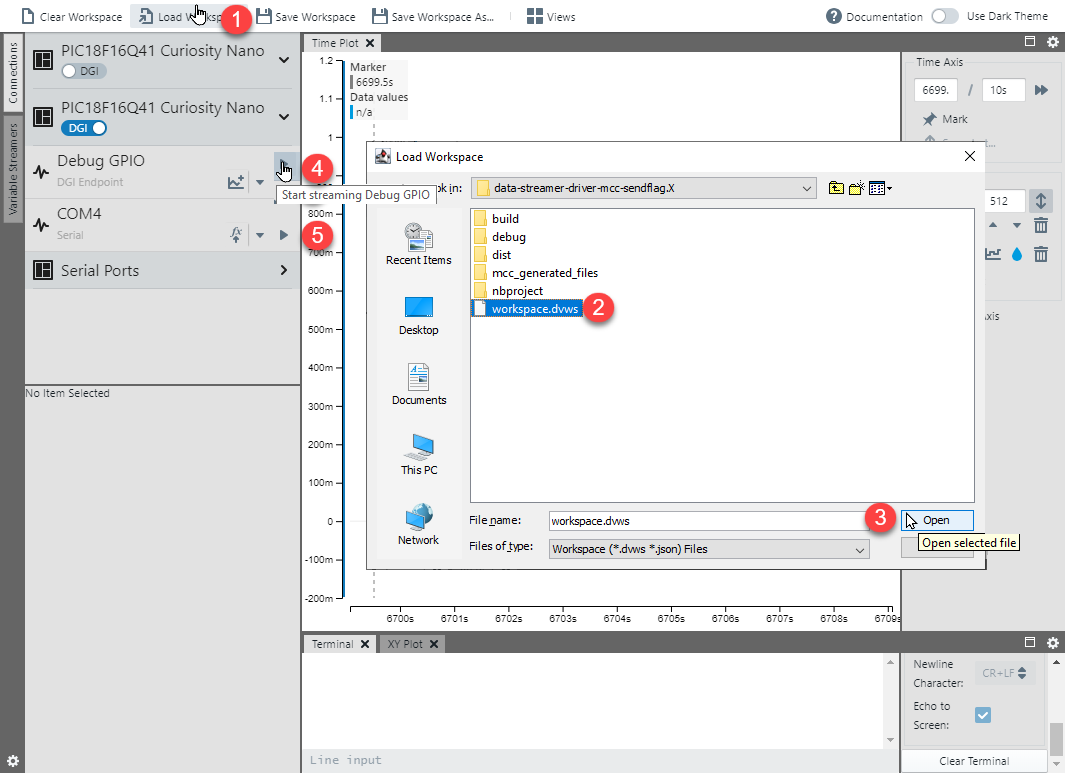 Clear Workspace
Load Workspace
1
Save Workspace
Save Workspace As...
Views
Documentation
Use Dark Theme
Connections
Variable Streamers
PIC18F16Q41 Curiosity Nano
DGI
PIC18F16Q41 Curiosity Nano
DGI
Debug GPIO
DGI Endpoint
4
Start streaming Debug GPIO
COM4
Serial
5
Serial Ports
No Item Selected
Time Plot
Marker
6699.5s
Data values
n/a
1.2
1.1
1
800m
700m
600m
500m
400m
300m
200m
100m
0
-100m
-200m
6700s
6701s
6702s
6703s
6704s
6705s
6706s
6707s
6708s
6709s
Load Workspace
in:
data-streamer-driver-mcc-sendflag.X
Recent Items
Desktop
Documents
This PC
Network
build
debug
dist
mcc_generated_files
nbproject
workspace.dvws
2
File name:
workspace.dvws
3
Open
Open selected file
Files of type:
Workspace (*.dvws *.json) Files
Time Axis
6699.
/
10s
Mark
512
Terminal
XY Plot
Line input
Newline
Character:
CR+LF
Echo to
Screen:
Clear Terminal